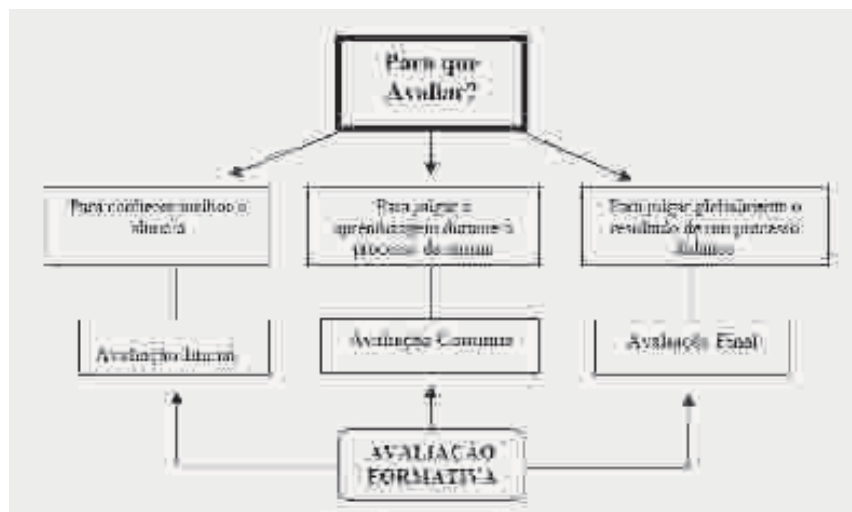 Para que
Avaliar?
Para conhecer melhor o
aluno/a
Para julgar a
aprendizagem durante o
processo de ensino
Para julgar globalmente o
resultado de um processo
didático
Avaliação Inicial
Avaliação Contínua
Avaliação Final
AVALIAÇÃO
FORMATIVA